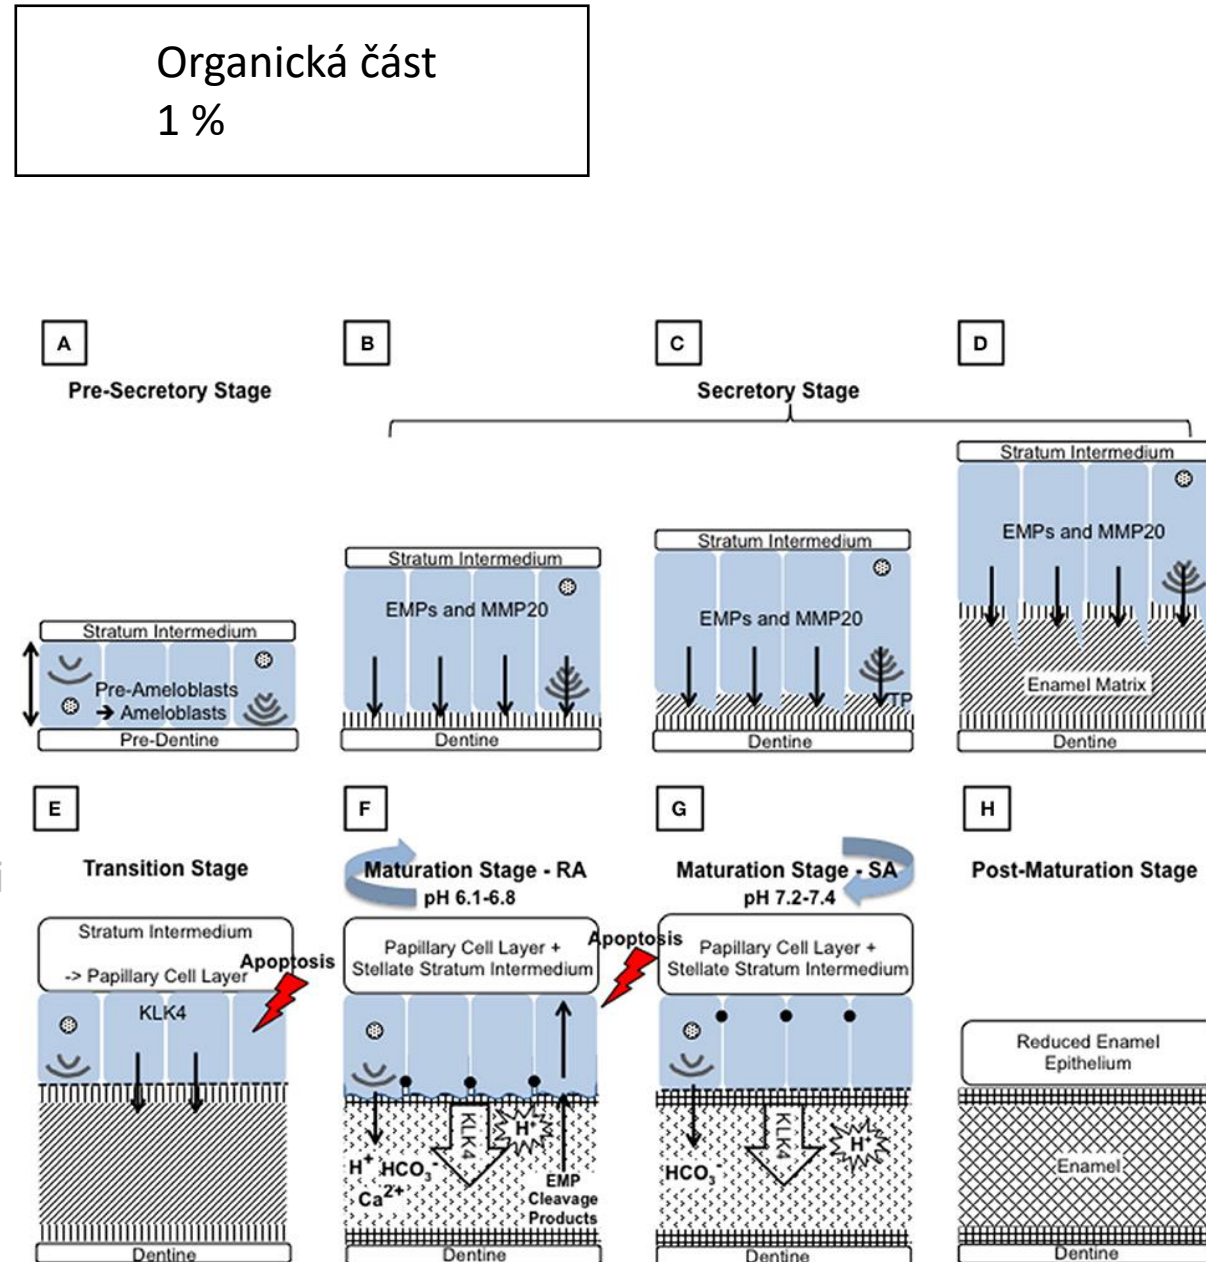 Organická část
1 %
A
Pre-Secretory Stage
Stratum Intermedium
Pre-Ameloblasts
➔ Ameloblasts
Pre-Dentine
B
C
D
Secretory Stage
Stratum Intermedium
EMPs and MMP20
Dentine
Stratum Intermedium
EMPs and MMP20
TP
Dentine
Stratum Intermedium
EMPs and MMP20
Enamel Matrix
Dentine
E
Transition Stage
Stratum Intermedium
-> Papillary Cell Layer
Apoptosis
KLK4
Dentine
F
Maturation Stage - RA
pH 6.1-6.8
Papillary Cell Layer +
Stellate Stratum Intermedium
Apoptosis
KLK4
H⁺
H⁺ HCO₃⁻
Ca²⁺
EMP
Cleavage
Products
Dentine
G
Maturation Stage - SA
pH 7.2-7.4
Papillary Cell Layer +
Stellate Stratum Intermedium
KLK4
H⁺
HCO₃⁻
Dentine
H
Post-Maturation Stage
Reduced Enamel
Epithelium
Enamel
Dentine